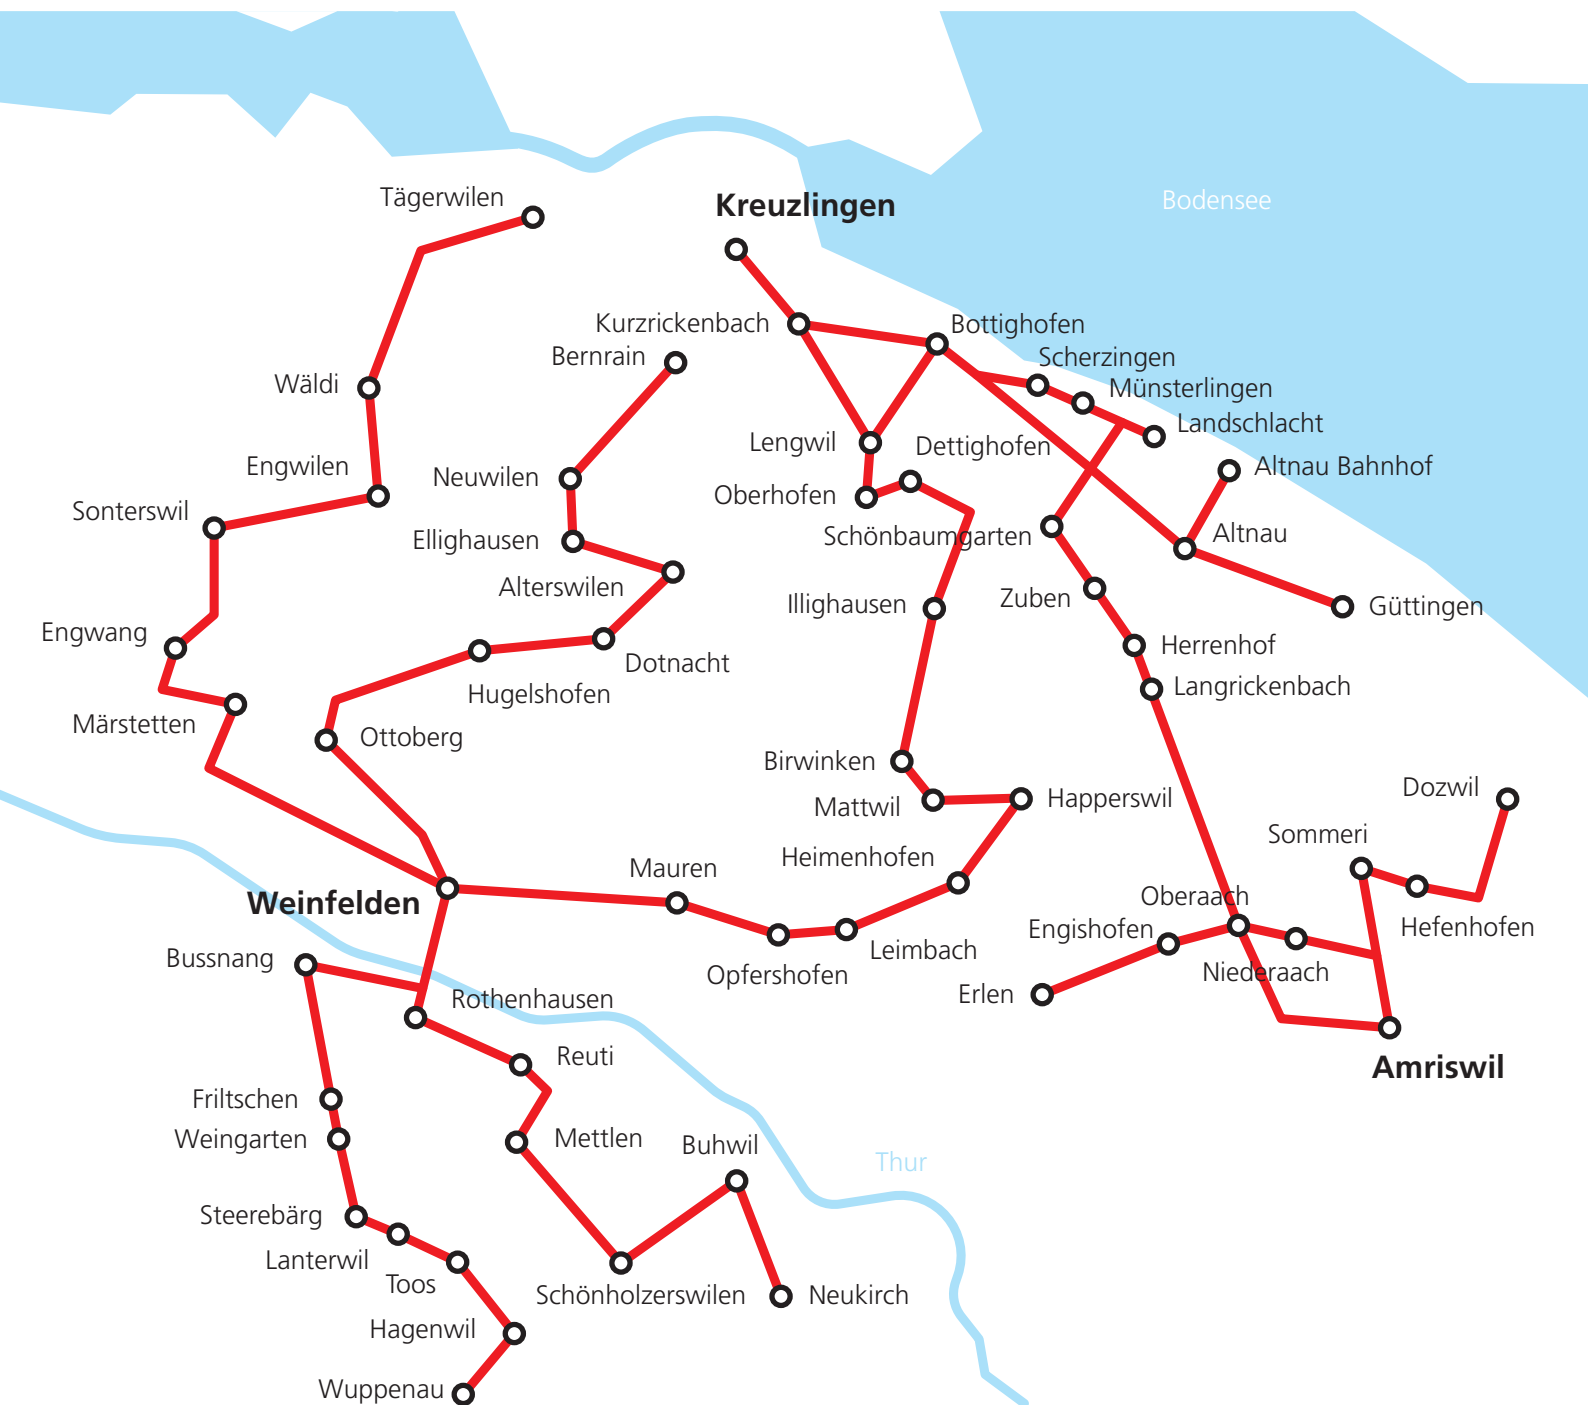 Tägerwilen
Kreuzlingen
Bodensee
Kurzrickenbach
Bottighofen
Bernrain
Scherzingen
Wäldi
Münsterlingen
Landschlacht
Lengwil
Dettighofen
Engwilen
Altnau Bahnhof
Neuwilen
Oberhofen
Sonterswil
Schönbaumgarten
Altnau
Ellighausen
Alterswilen
Zuben
Illighausen
Güttingen
Engwang
Herrenhof
Dotnacht
Langrickenbach
Hugelshofen
Märstetten
Ottoberg
Birwinken
Dozwil
Mattwil
Happerswil
Sommeri
Heimenhofen
Mauren
Oberaach
Weinfelden
Hefenhofen
Engishofen
Leimbach
Bussnang
Niederaach
Opfershofen
Erlen
Rothenhausen
Reuti
Amriswil
Friltschen
Weingarten
Mettlen
Buhwil
Thur
Steerebärg
Lanterwil
Toos
Schönholzerswilen
Neukirch
Hagenwil
Wuppenau